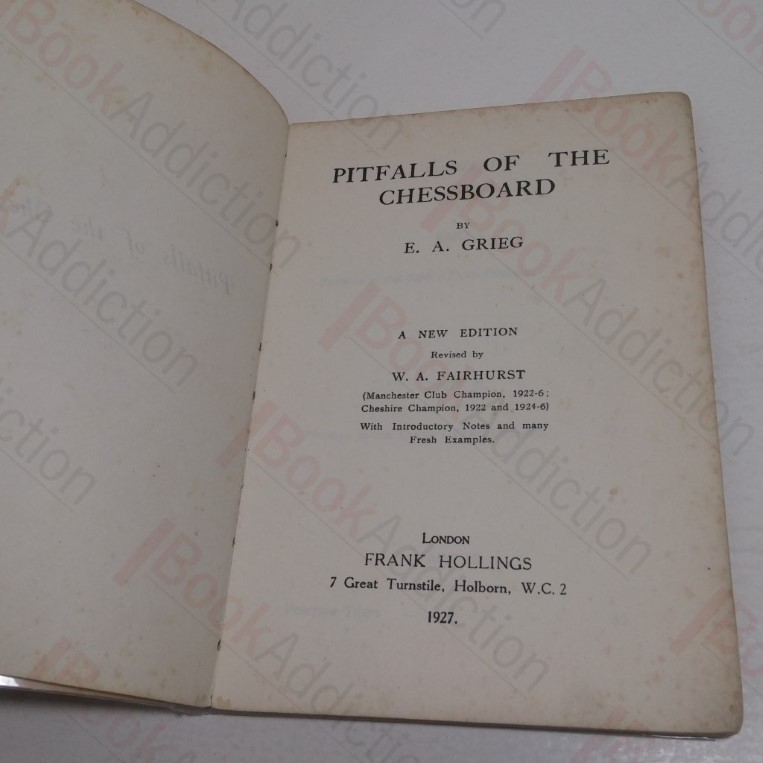 PITFALLS OF THE
CHESSBOARD
BY
E. A. GRIEG
A NEW EDITION
Revised by
W. A. FAIRHURST
(Manchester Club Champion, 1922-6;
Cheshire Champion, 1922 and 1924-6)
With Introductory Notes and many
Fresh Examples.
LONDON
FRANK HOLLINGS
7 Great Turnstile, Holborn, W.C. 2
1927.
BookAddiction